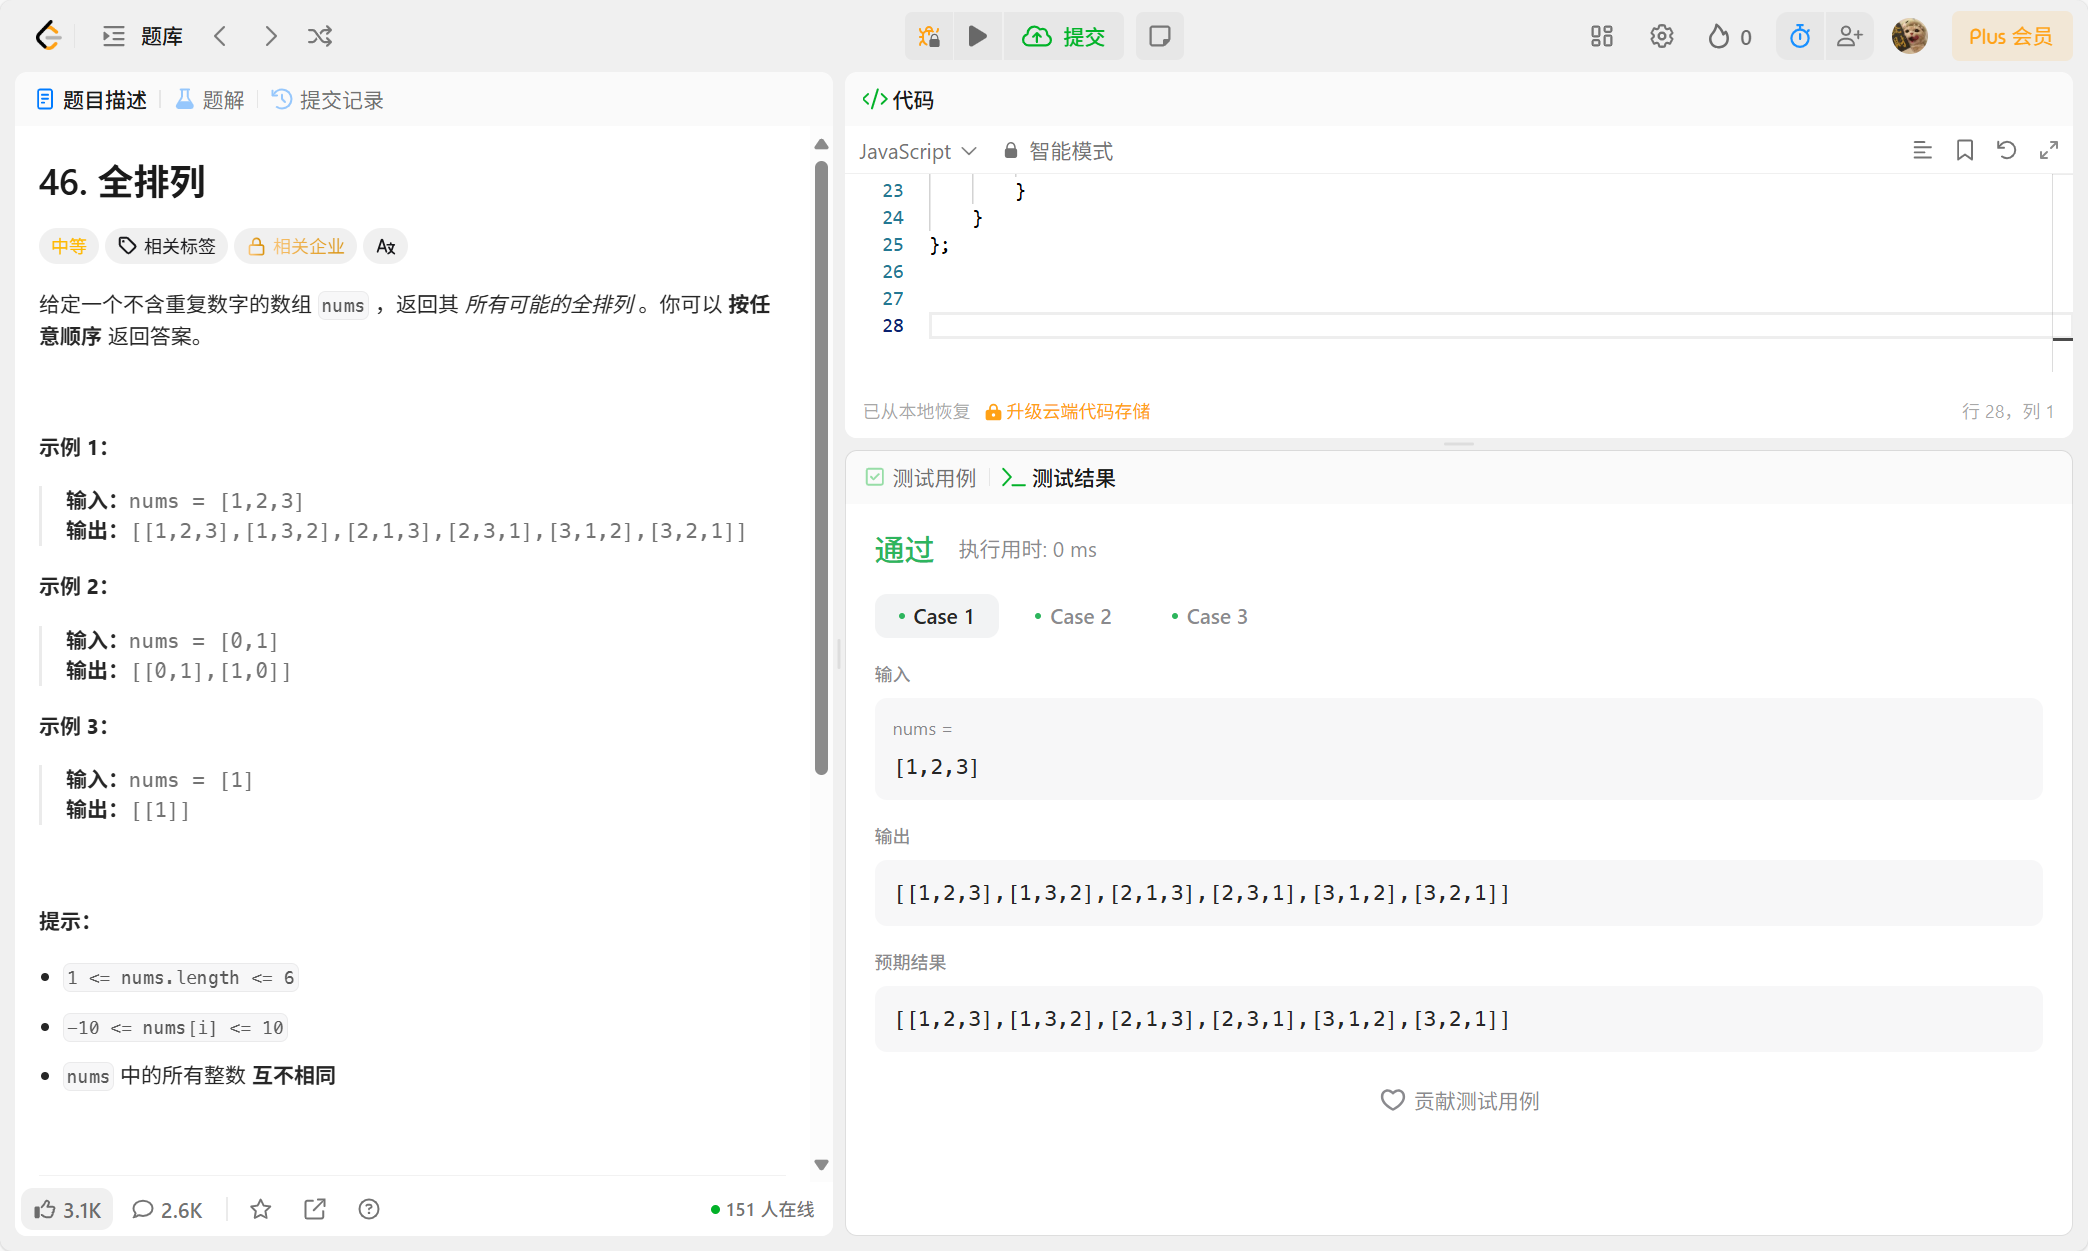 题库
提交
0
Plus 会员
题目描述
题解
提交记录
46. 全排列
中等
相关标签
相关企业
给定一个不含重复数字的数组 nums ，返回其 所有可能的全排列 。你可以 按任
意顺序 返回答案。
示例 1：
输入：nums = [1,2,3]
输出：[[1,2,3],[1,3,2],[2,1,3],[2,3,1],[3,1,2],[3,2,1]]
示例 2：
输入：nums = [0,1]
输出：[[0,1],[1,0]]
示例 3：
输入：nums = [1]
输出：[[1]]
提示：
1 <= nums.length <= 6
-10 <= nums[i] <= 10
nums 中的所有整数 互不相同
3.1K
2.6K
151 人在线
</>代码
JavaScript
智能模式
23 }
24 }
25 };
26
27
28
已从本地恢复
升级云端代码存储
行 28，列 1
测试用例
测试结果
通过
执行用时: 0 ms
Case 1
Case 2
Case 3
输入
nums =
[1,2,3]
输出
[[1,2,3],[1,3,2],[2,1,3],[2,3,1],[3,1,2],[3,2,1]]
预期结果
[[1,2,3],[1,3,2],[2,1,3],[2,3,1],[3,1,2],[3,2,1]]
贡献测试用例